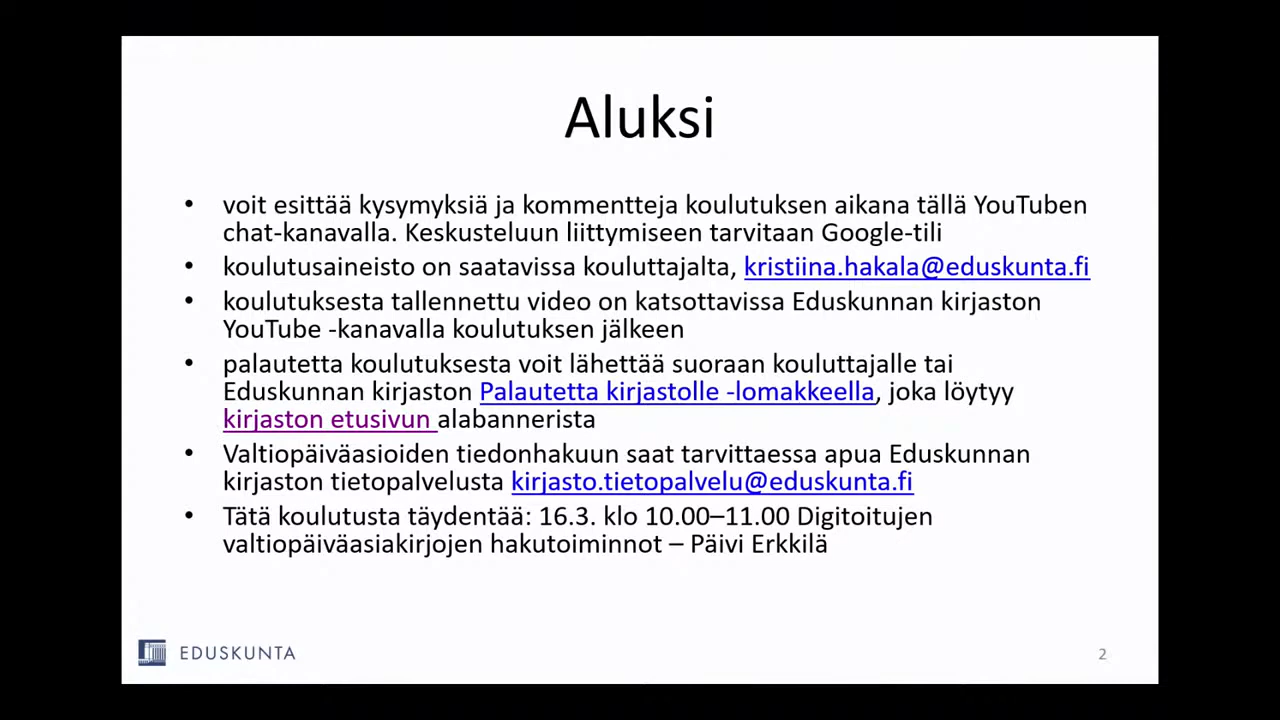 Aluksi
• voit esittää kysymyksiä ja kommentteja koulutuksen aikana tällä YouTuben
chat-kanavalla. Keskusteluun liittymiseen tarvitaan Google-tili
• koulutusaineisto on saatavissa kouluttajalta, kristiina.hakala@eduskunta.fi
• koulutuksesta tallennettu video on katsottavissa Eduskunnan kirjaston
YouTube -kanavalla koulutuksen jälkeen
• palautetta koulutuksesta voit lähettää suoraan kouluttajalle tai
Eduskunnan kirjaston Palautetta kirjastolle -lomakkeella, joka löytyy
kirjaston etusivun alabannerista
• Valtiopäiväasioiden tiedonhakuun saat tarvittaessa apua Eduskunnan
kirjaston tietopalvelusta kirjasto.tietopalvelu@eduskunta.fi
• Tätä koulutusta täydentää: 16.3. klo 10.00–11.00 Digitoitujen
valtiopäiväasiakirjojen hakutoiminnot – Päivi Erkkilä
EDUSKUNTA
2